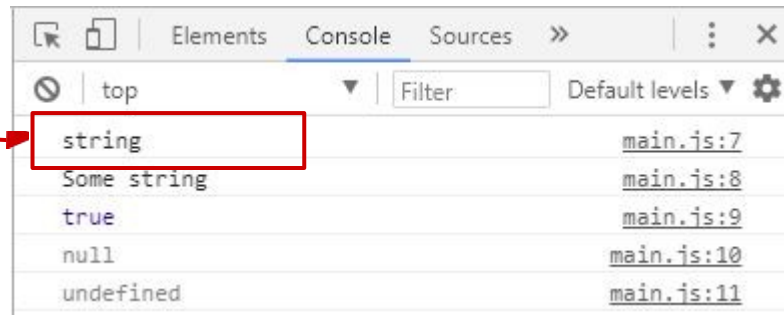 Elements Console Sources »
top ▼ Filter Default levels ▼
string main.js:7
Some string main.js:8
true main.js:9
null main.js:10
undefined main.js:11